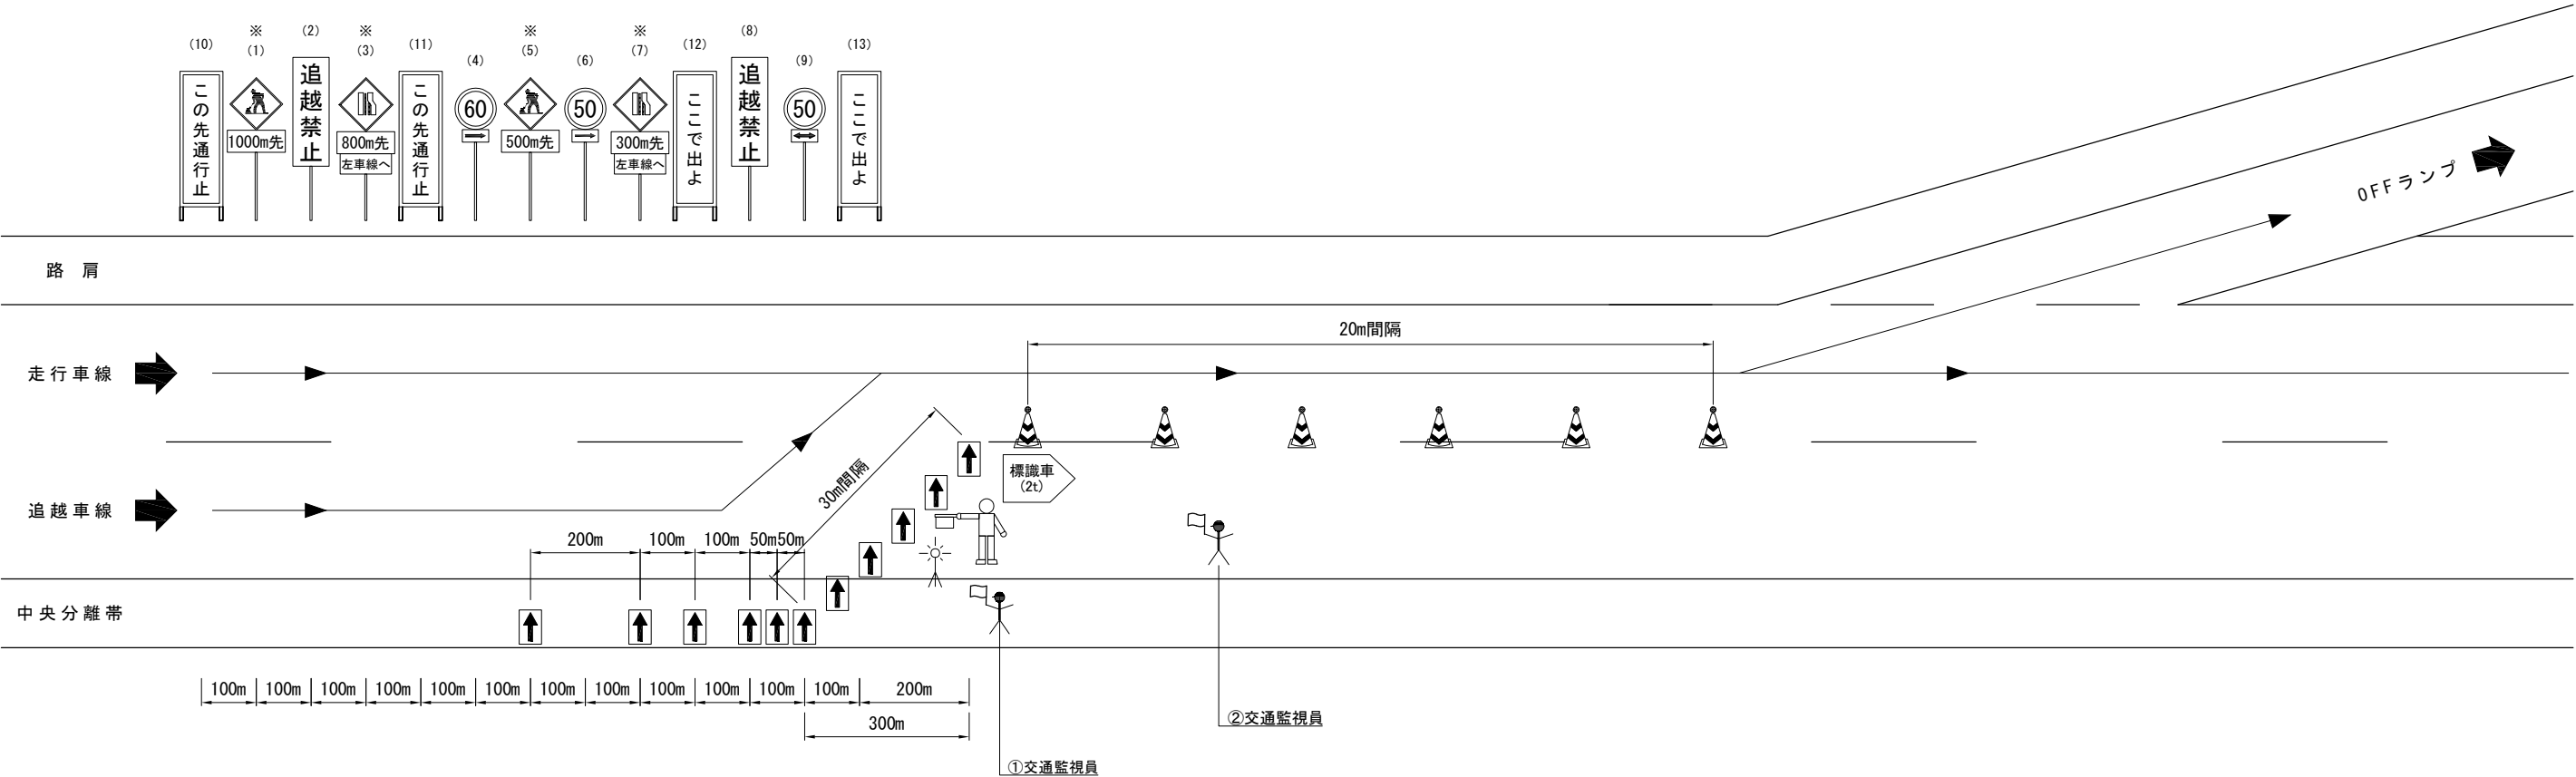 (10)
※
(1)
(2)
※
(3)
(11)
(4)
※
(5)
(6)
※
(7)
(12)
(8)
(9)
(13)
この先通行止
1000m先
追越禁止
800m先
左車線へ
この先通行止
60
500m先
50
300m先
左車線へ
ここで出よ
追越禁止
50
ここで出よ
OFFランプ
路肩
20m間隔
走行車線
30m間隔
標識車
(2t)
追越車線
200m
100m
100m
50m
50m
中央分離帯
100m
100m
100m
100m
100m
100m
100m
100m
100m
100m
100m
100m
200m
300m
②交通監視員
①交通監視員